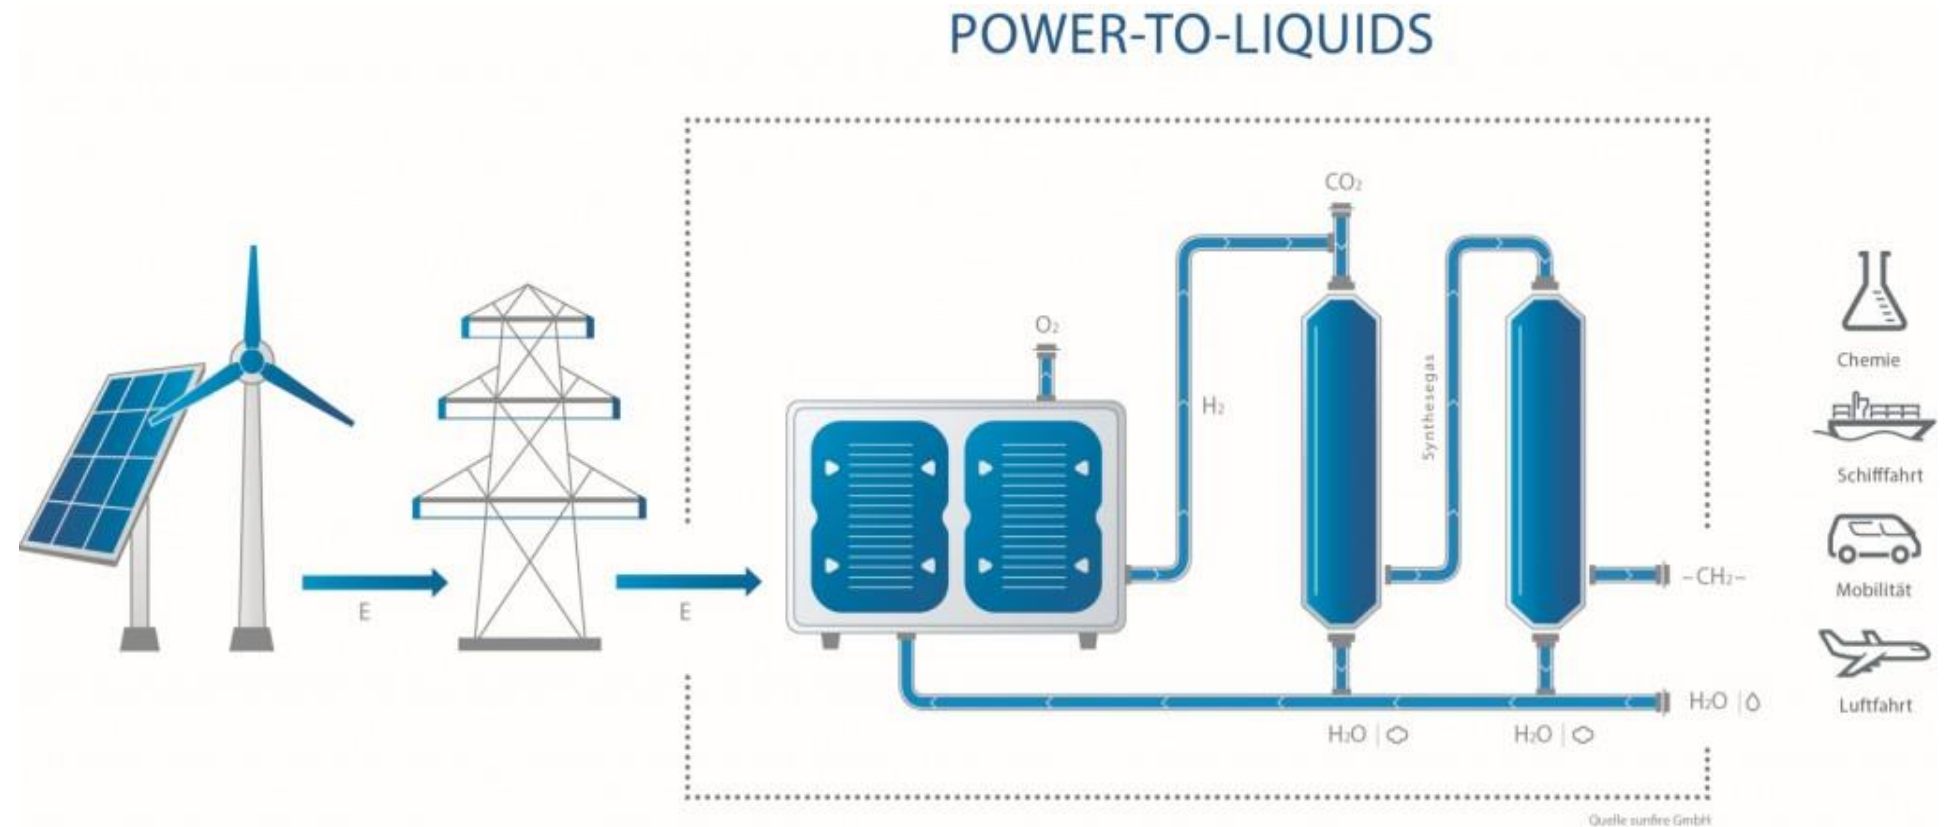 POWER-TO-LIQUIDS
E
E
O₂
H₂
CO₂
Synthesegas
–CH₂–
H₂O
H₂O
H₂O
Chemie
Schifffahrt
Mobilität
Luftfahrt
Quelle sunfire GmbH